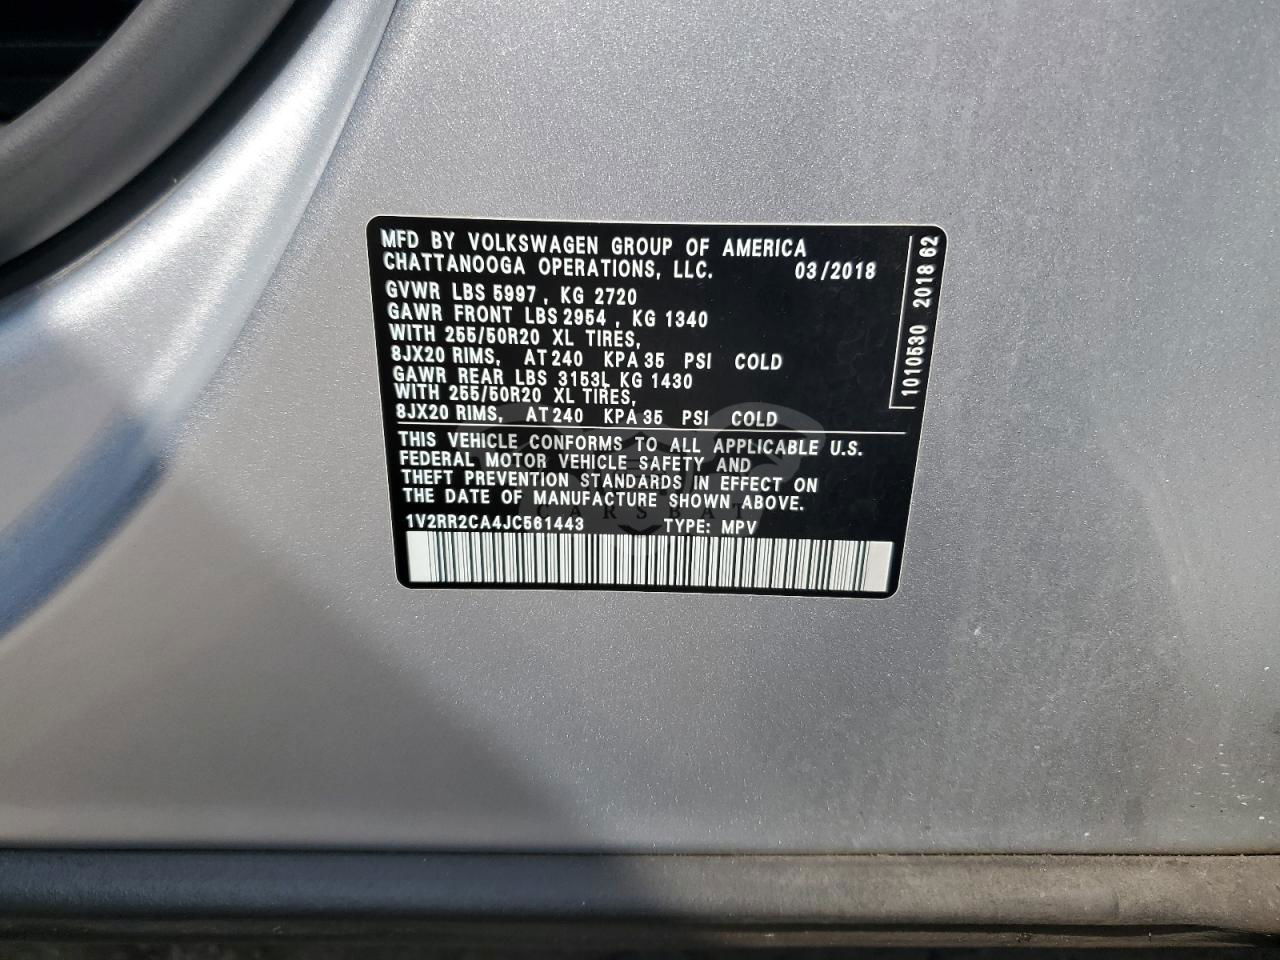 MFD BY VOLKSWAGEN GROUP OF AMERICA
CHATTANOOGA OPERATIONS, LLC. 03/2018
GVWR LBS 5997, KG 2720
GAWR FRONT LBS 2954, KG 1340
WITH 255/50R20 XL TIRES,
8JX20 RIMS, AT 240 KPA 35 PSI COLD
GAWR REAR LBS 3153L KG 1430
WITH 255/50R20 XL TIRES,
8JX20 RIMS, AT 240 KPA 35 PSI COLD
THIS VEHICLE CONFORMS TO ALL APPLICABLE U.S.
FEDERAL MOTOR VEHICLE SAFETY AND
THEFT PREVENTION STANDARDS IN EFFECT ON
THE DATE OF MANUFACTURE SHOWN ABOVE.
1V2RR2CA4JC561443 TYPE: MPV
1010530 2018 62
CARSBAT